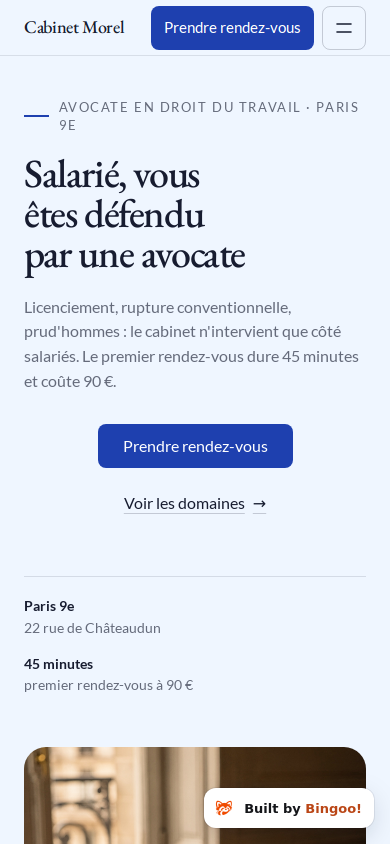 Cabinet Morel
Prendre rendez-vous
AVOCATE EN DROIT DU TRAVAIL · PARIS
9E
Salarié, vous
êtes défendu
par une avocate
Licenciement, rupture conventionnelle,
prud'hommes : le cabinet n'intervient que côté
salariés. Le premier rendez-vous dure 45 minutes
et coûte 90 €.
Prendre rendez-vous
Voir les domaines →
Paris 9e
22 rue de Châteaudun
45 minutes
premier rendez-vous à 90 €
Built by Bingoo!